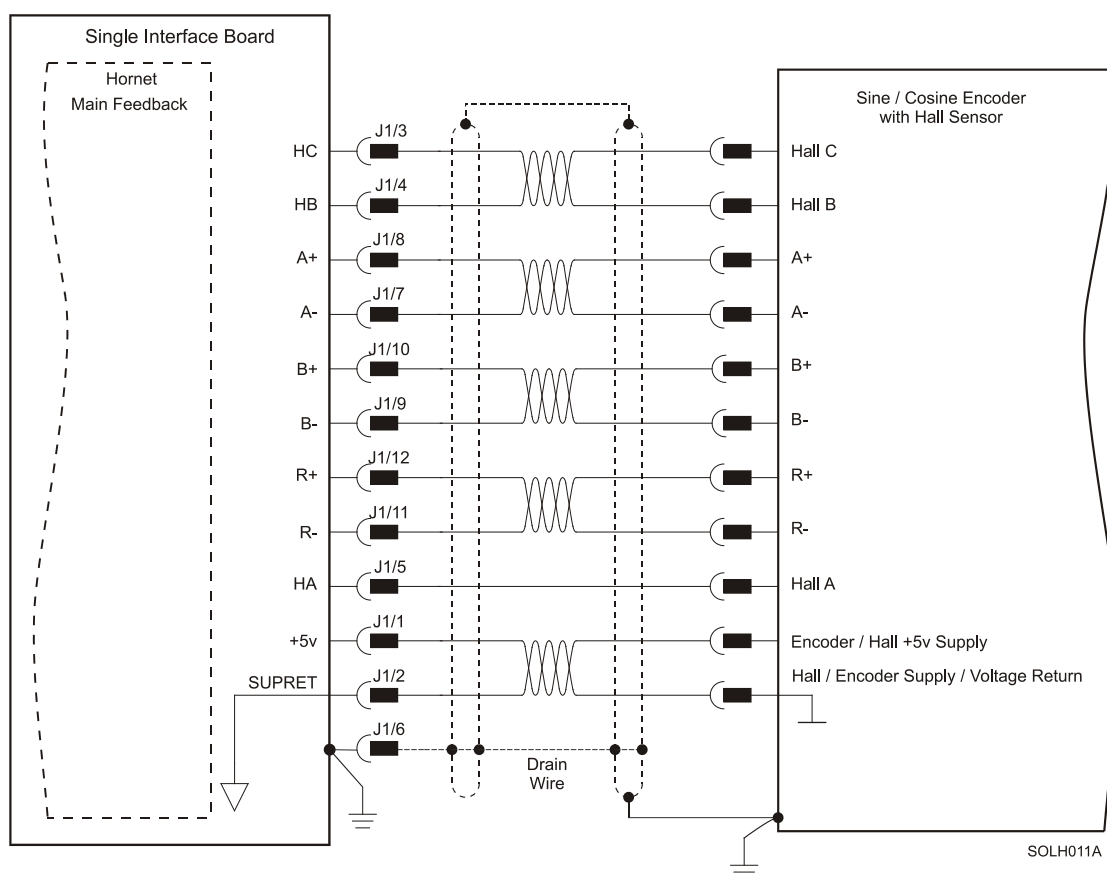 Single Interface Board
Hornet
Main Feedback
Sine / Cosine Encoder
with Hall Sensor
HC J1/3 Hall C
HB J1/4 Hall B
A+ J1/8 A+
A- J1/7 A-
B+ J1/10 B+
B- J1/9 B-
R+ J1/12 R+
R- J1/11 R-
HA J1/5 Hall A
+5v J1/1 Encoder / Hall +5v Supply
SUPRET J1/2 Hall / Encoder Supply / Voltage Return
J1/6
Drain
Wire
SOLH011A